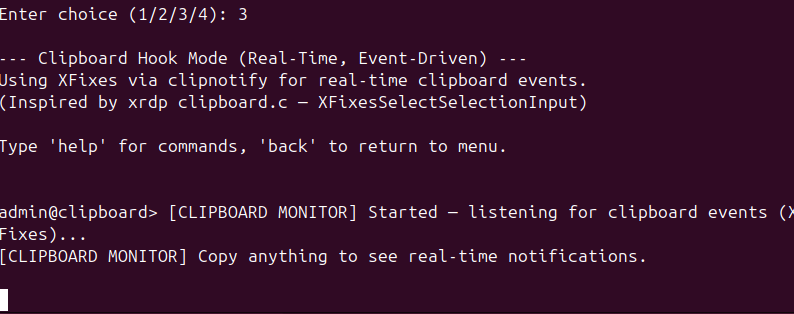 Enter choice (1/2/3/4): 3
--- Clipboard Hook Mode (Real-Time, Event-Driven) ---
Using XFixes via clipnotify for real-time clipboard events.
(Inspired by xrdp clipboard.c — XFixesSelectSelectionInput)
Type 'help' for commands, 'back' to return to menu.
admin@clipboard> [CLIPBOARD MONITOR] Started — listening for clipboard events (X
Fixes)...
[CLIPBOARD MONITOR] Copy anything to see real-time notifications.